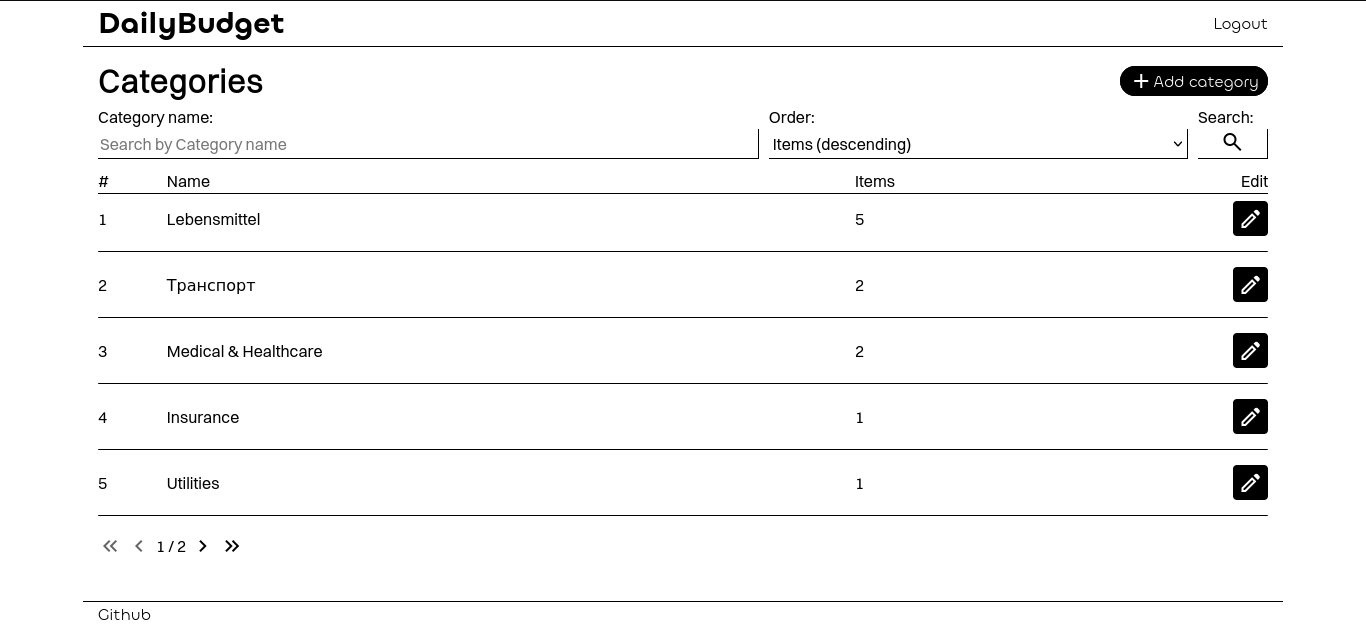 DailyBudget Logout
Categories + Add category
Category name: Order: Search:
Search by Category name Items (descending)
# Name Items Edit
1 Lebensmittel 5
2 Транспорт 2
3 Medical & Healthcare 2
4 Insurance 1
5 Utilities 1
1 / 2
Github